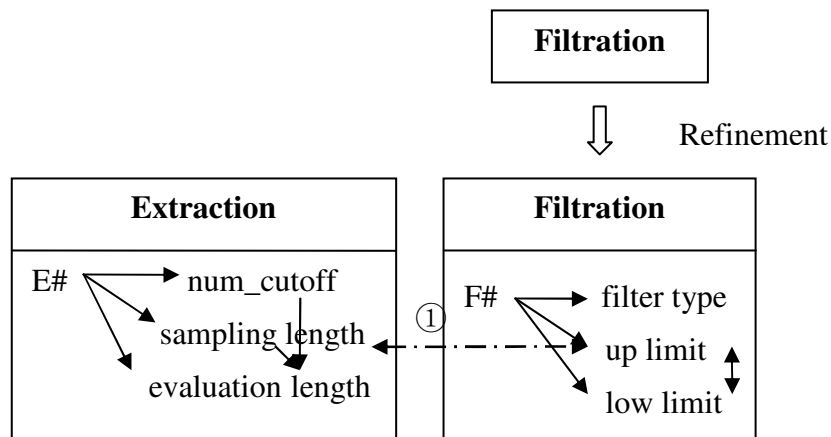 Filtration
Refinement
Extraction
E#
num_cutoff
sampling length
evaluation length
①
Filtration
F#
filter type
up limit
low limit